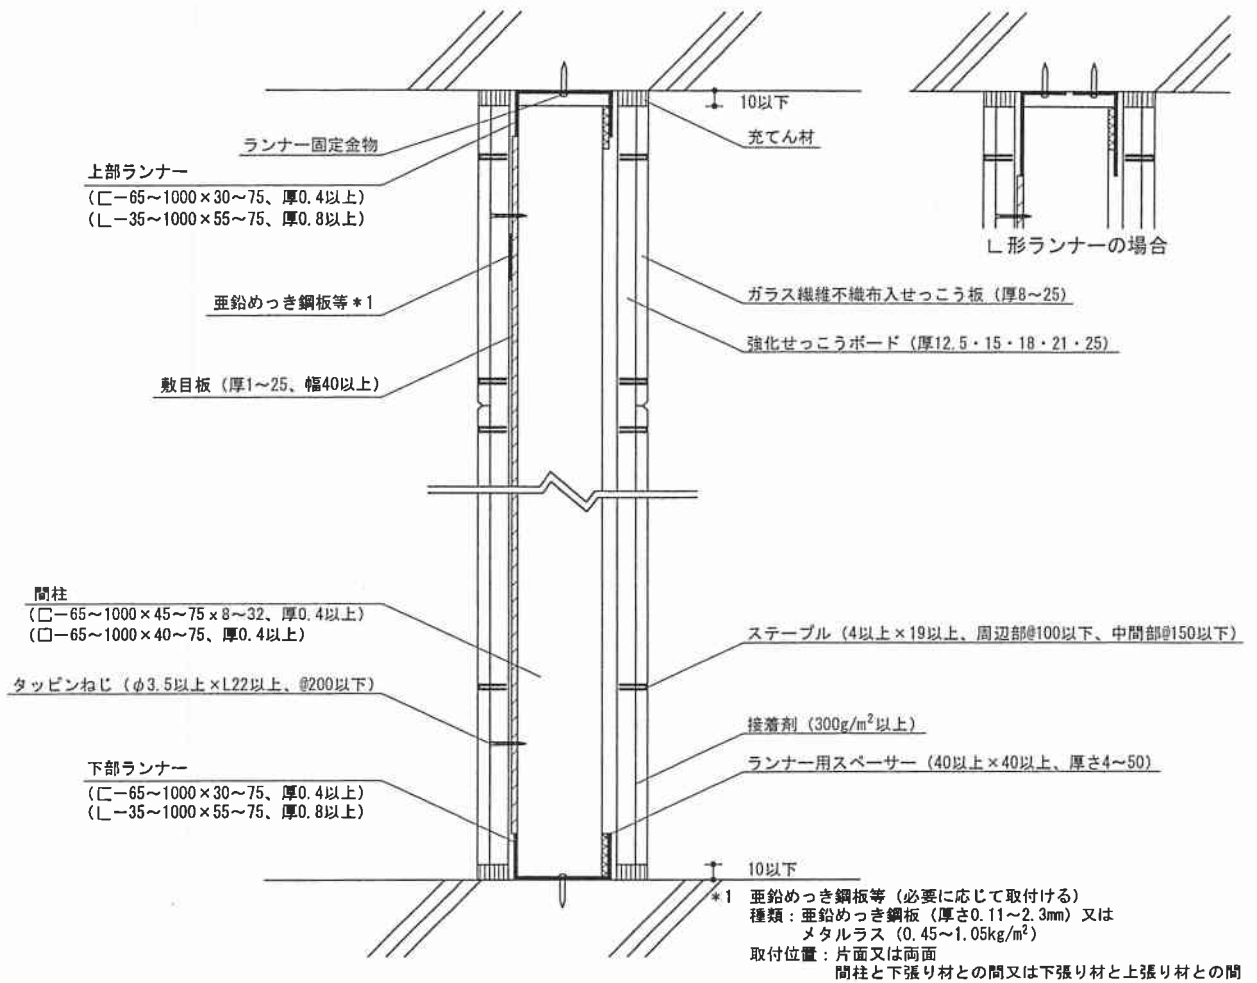 10以下
ランナー固定金物
充てん材
上部ランナー
(匚−65〜1000×30〜75、厚0.4以上)
(∟−35〜1000×55〜75、厚0.8以上)
∟形ランナーの場合
亜鉛めっき鋼板等*1
ガラス繊維不織布入せっこう板 (厚8〜25)
強化せっこうボード (厚12.5・15・18・21・25)
敷目板 (厚1〜25、幅40以上)
間柱
(匚−65〜1000×45〜75×8〜32、厚0.4以上)
(口−65〜1000×40〜75、厚0.4以上)
ステープル (4以上×19以上、周辺部@100以下、中間部@150以下)
タッピンねじ (φ3.5以上×L22以上、@200以下)
接着剤 (300g/m²以上)
下部ランナー
(匚−65〜1000×30〜75、厚0.4以上)
(∟−35〜1000×55〜75、厚0.8以上)
ランナー用スペーサー (40以上×40以上、厚さ4〜50)
10以下
*1 亜鉛めっき鋼板等 (必要に応じて取付ける)
種類：亜鉛めっき鋼板 (厚さ0.11〜2.3mm) 又は
メタルラス (0.45〜1.05kg/m²)
取付位置：片面又は両面
間柱と下張り材との間又は下張り材と上張り材との間